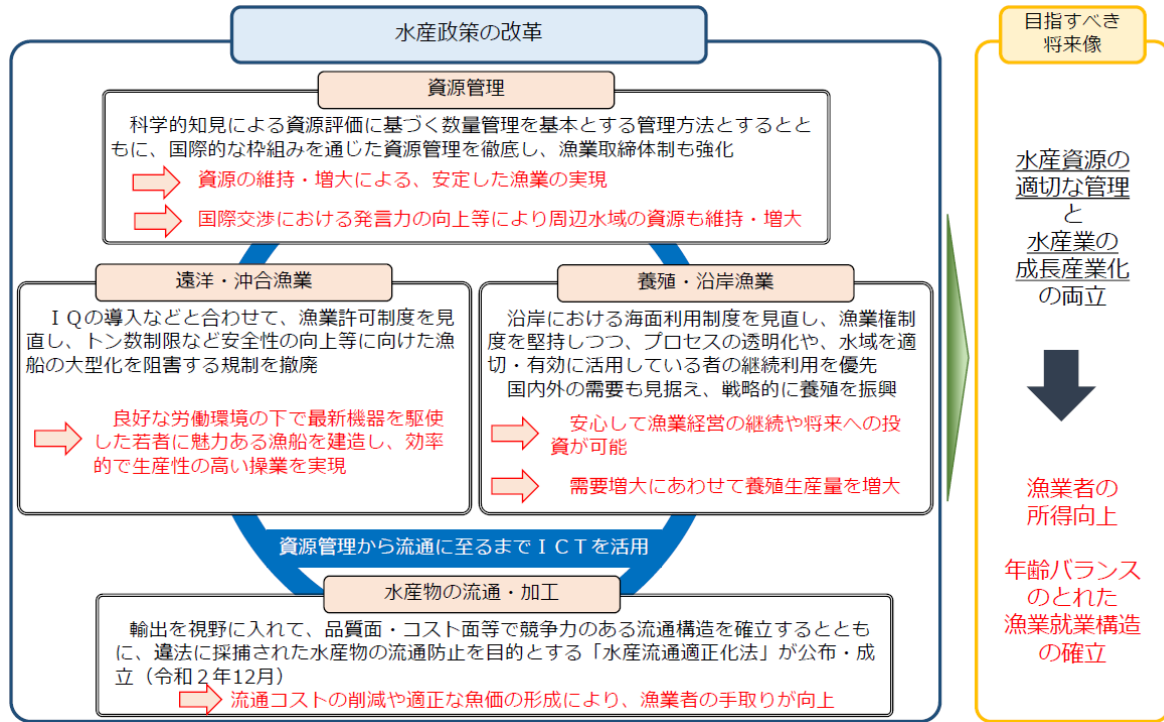 水産政策の改革
資源管理
科学的知見による資源評価に基づく数量管理を基本とする管理方法とするとと
もに、国際的な枠組みを通じた資源管理を徹底し、漁業取締体制も強化
資源の維持・増大による、安定した漁業の実現
国際交渉における発言力の向上等により周辺水域の資源も維持・増大
遠洋・沖合漁業
ＩＱの導入などと合わせて、漁業許可制度を見
直し、トン数制限など安全性の向上等に向けた漁
船の大型化を阻害する規制を撤廃
良好な労働環境の下で最新機器を駆使
した若者に魅力ある漁船を建造し、効率
的で生産性の高い操業を実現
養殖・沿岸漁業
沿岸における海面利用制度を見直し、漁業権制
度を堅持しつつ、プロセスの透明化や、水域を適
切・有効に活用している者の継続利用を優先
国内外の需要も見据え、戦略的に養殖を振興
安心して漁業経営の継続や将来への投
資が可能
需要増大にあわせて養殖生産量を増大
資源管理から流通に至るまでＩＣＴを活用
水産物の流通・加工
輸出を視野に入れて、品質面・コスト面等で競争力のある流通構造を確立するとと
もに、違法に採捕された水産物の流通防止を目的とする「水産流通適正化法」が公布・成
立（令和２年12月）
流通コストの削減や適正な魚価の形成により、漁業者の手取りが向上
目指すべき
将来像
水産資源の
適切な管理
と
水産業の
成長産業化
の両立
漁業者の
所得向上
年齢バランス
のとれた
漁業就業構造
の確立